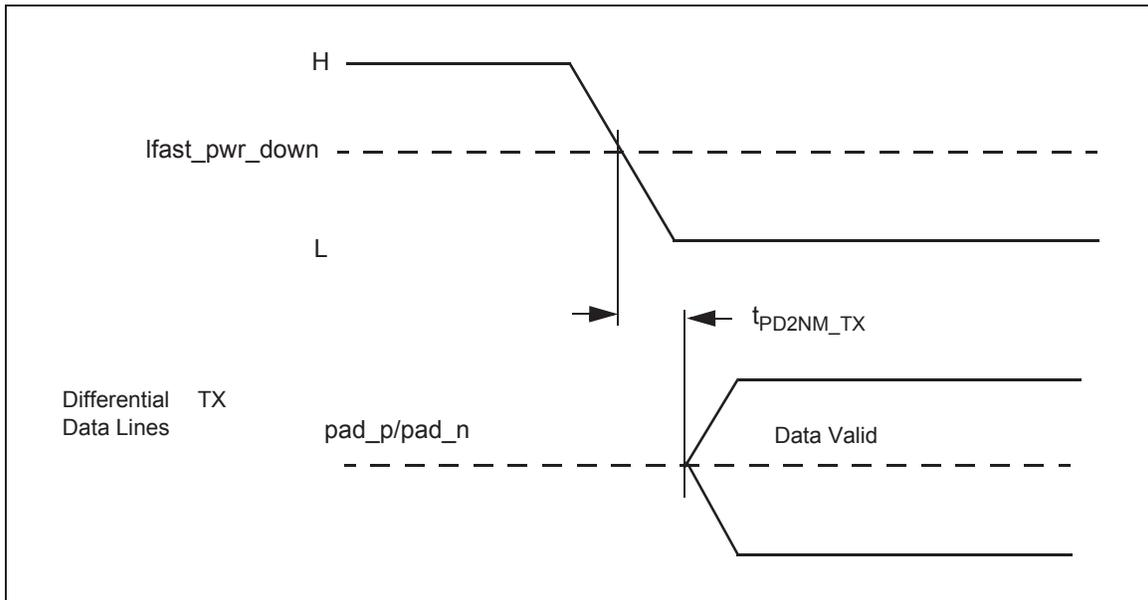 H
lfast_pwr_down
L
tPD2NM_TX
Differential TX
Data Lines
pad_p/pad_n
Data Valid